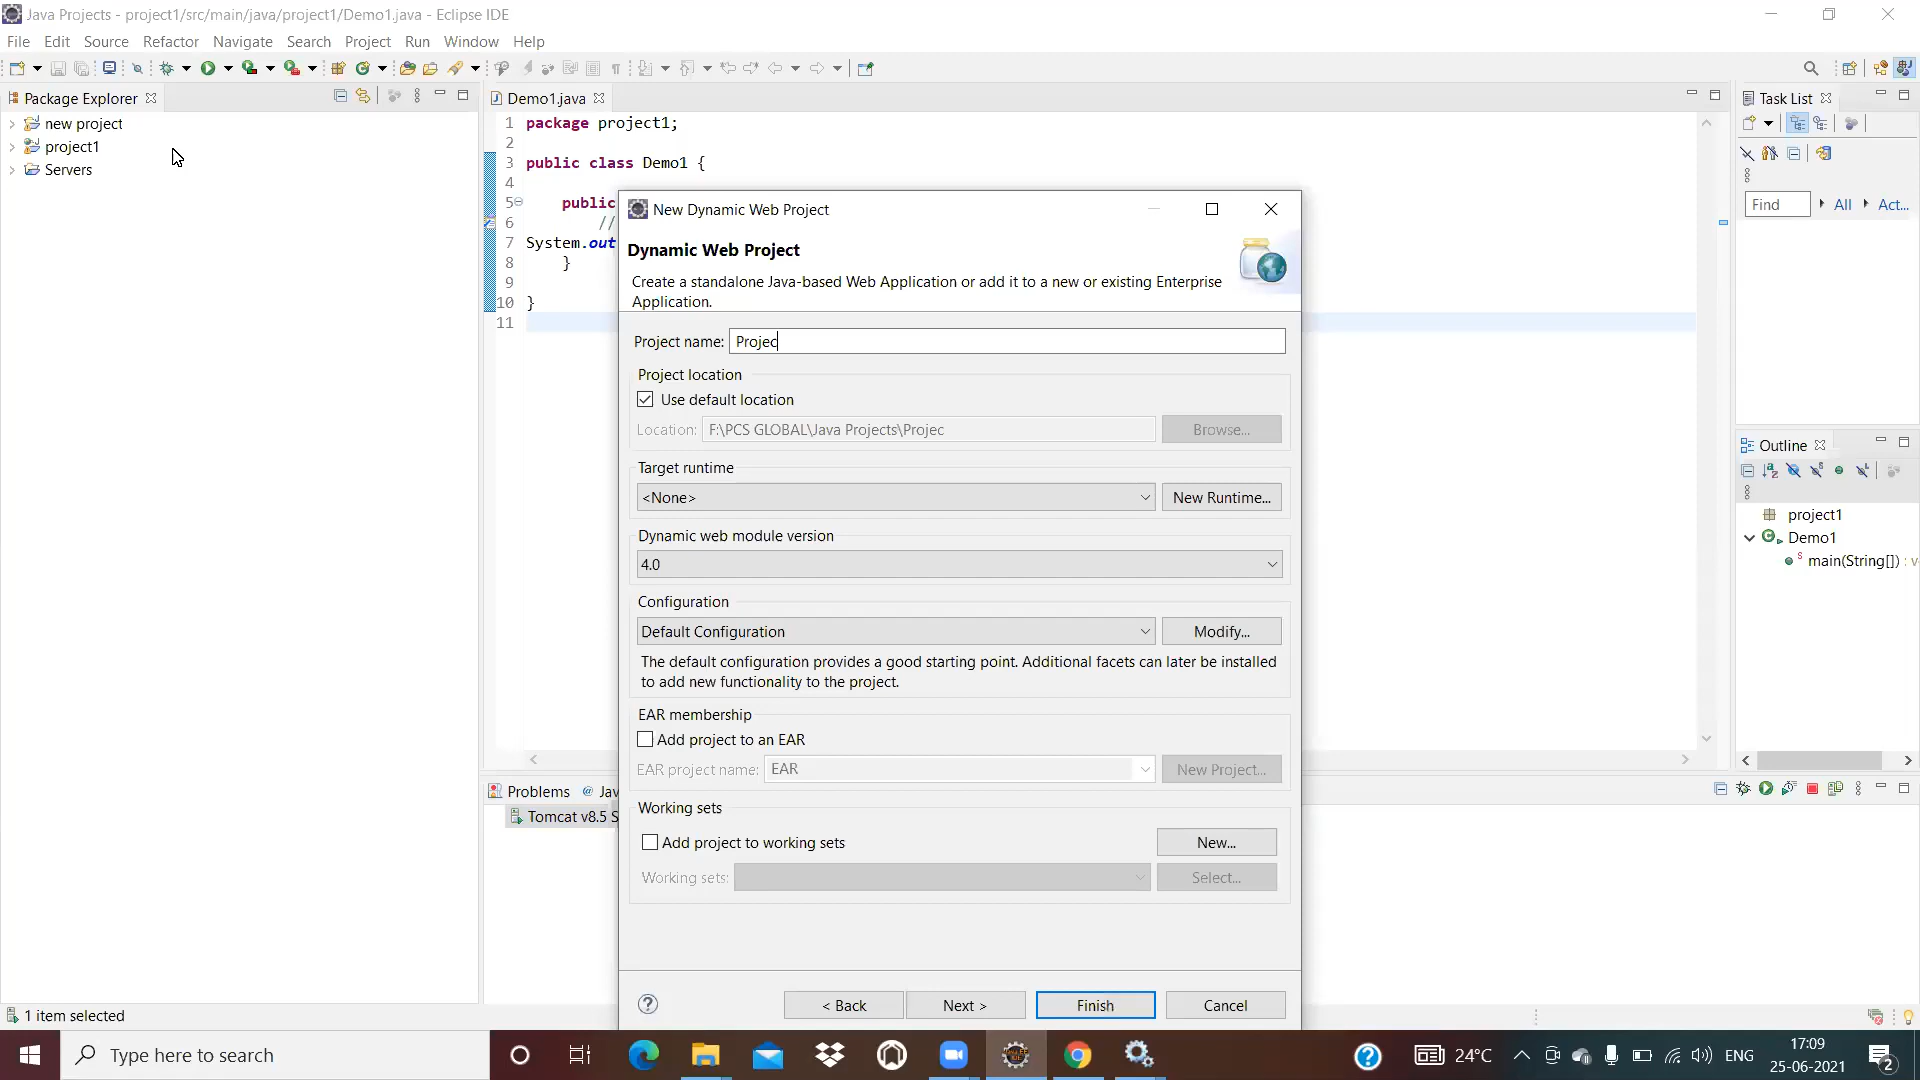 Java Projects - project1/src/main/java/project1/Demo1.java - Eclipse IDE
File Edit Source Refactor Navigate Search Project Run Window Help
Package Explorer
new project
project1
Servers
Demo1.java
1 package project1;
2
3 public class Demo1 {
4
5 public
6 //
7 System.out
8 }
9
10 }
11
New Dynamic Web Project
Dynamic Web Project
Create a standalone Java-based Web Application or add it to a new or existing Enterprise
Application.
Project name: Projec
Project location
Use default location
Location: F:\PCS GLOBAL\Java Projects\Projec Browse...
Target runtime
<None> New Runtime...
Dynamic web module version
4.0
Configuration
Default Configuration Modify...
The default configuration provides a good starting point. Additional facets can later be installed
to add new functionality to the project.
EAR membership
Add project to an EAR
EAR project name: EAR New Project...
Working sets
Add project to working sets New...
Working sets: Select...
< Back Next > Finish Cancel
Task List
Find All Act...
Outline
project1
Demo1
main(String[]) : v
Problems @ Jav
Tomcat v8.5 S
1 item selected
Type here to search
24°C ENG
17:09
25-06-2021
2